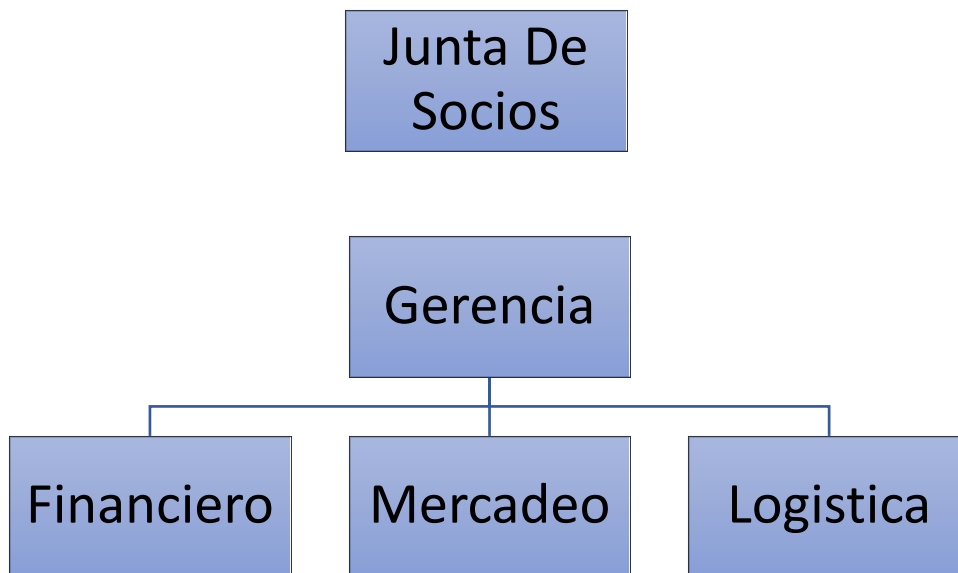 Junta De
Socios
Gerencia
Financiero
Mercadeo
Logistica